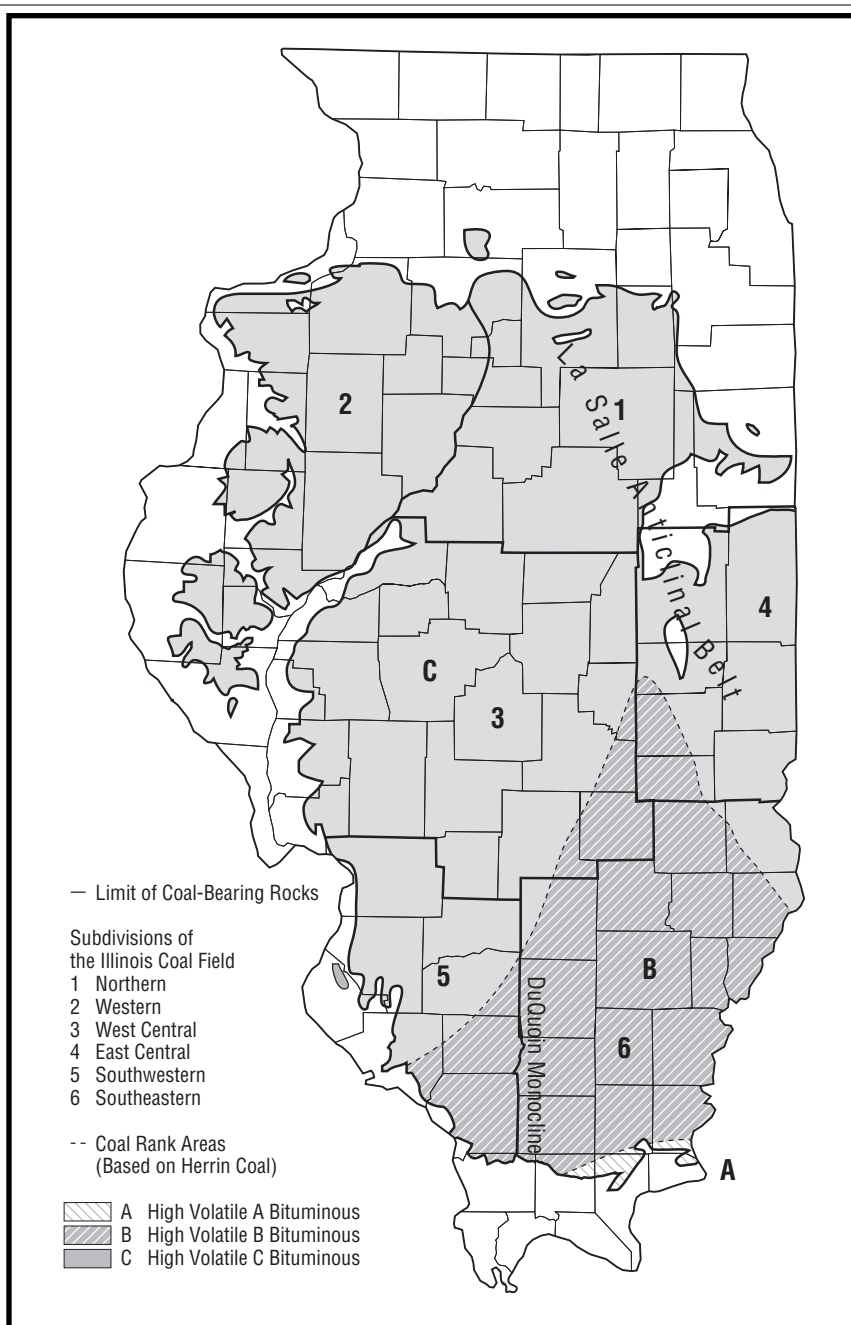 2
1
La Salle Anticlinal Belt
4
C
3
— Limit of Coal-Bearing Rocks
Subdivisions of
the Illinois Coal Field
1 Northern
2 Western
3 West Central
4 East Central
5 Southwestern
6 Southeastern
-- Coal Rank Areas
(Based on Herrin Coal)
A High Volatile A Bituminous
B High Volatile B Bituminous
C High Volatile C Bituminous
5
B
6
DuQuoin Monocline
A